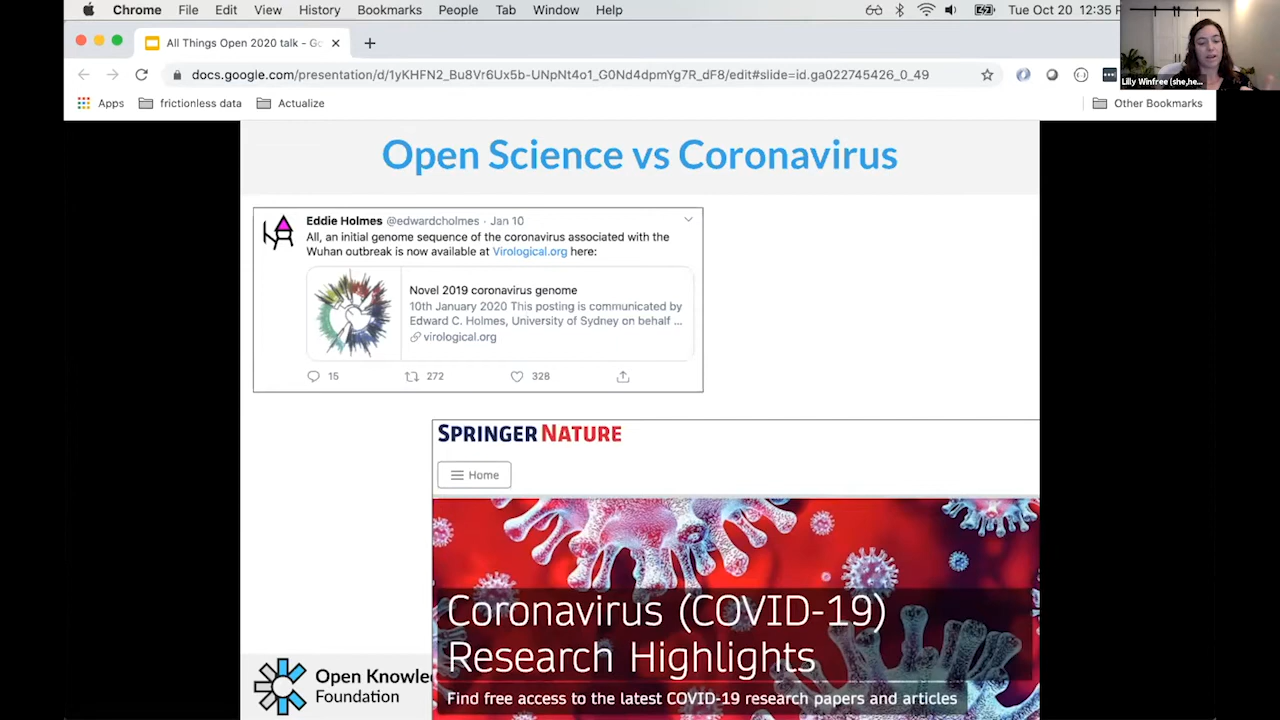 Chrome File Edit View History Bookmarks People Tab Window Help Tue Oct 20 12:35
All Things Open 2020 talk - Go
docs.google.com/presentation/d/1yKHFN2_Bu8Vr6Ux5b-UNpNt4o1_G0Nd4dpmYg7R_dF8/edit#slide=id.ga022745426_0_49
Lilly Winfree (she,he...
Apps frictionless data Actualize Other Bookmarks
Open Science vs Coronavirus
Eddie Holmes @edwardcholmes · Jan 10
All, an initial genome sequence of the coronavirus associated with the
Wuhan outbreak is now available at Virological.org here:
Novel 2019 coronavirus genome
10th January 2020 This posting is communicated by
Edward C. Holmes, University of Sydney on behalf ...
virological.org
15 272 328
SPRINGER NATURE
Home
Coronavirus (COVID-19)
Research Highlights
Find free access to the latest COVID-19 research papers and articles
Open Knowle
Foundation